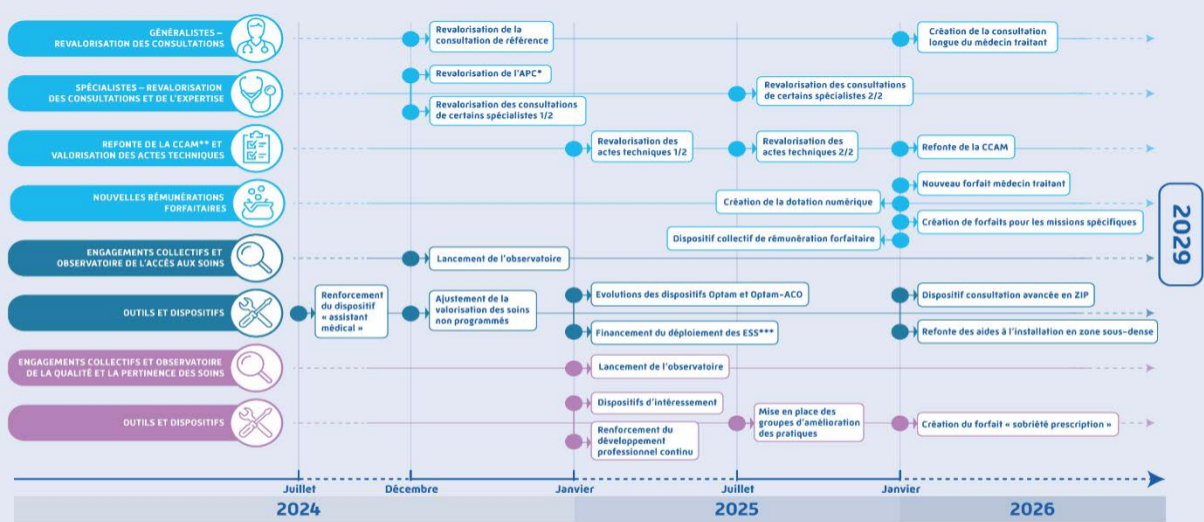 GÉNÉRALISTES –
REVALORISATION DES CONSULTATIONS
Revalorisation de la
consultation de référence
Création de la consultation
longue du médecin traitant
SPÉCIALISTES – REVALORISATION
DES CONSULTATIONS ET DE L'EXPERTISE
Revalorisation de l'APC*
Revalorisation des consultations
de certains spécialistes 1/2
Revalorisation des consultations
de certains spécialistes 2/2
REFONTE DE LA CCAM** ET
VALORISATION DES ACTES TECHNIQUES
Revalorisation des
actes techniques 1/2
Revalorisation des
actes techniques 2/2
Refonte de la CCAM
NOUVELLES RÉMUNÉRATIONS
FORFAITAIRES
Nouveau forfait médecin traitant
Création de la dotation numérique
Création de forfaits pour les missions spécifiques
Dispositif collectif de rémunération forfaitaire
ENGAGEMENTS COLLECTIFS ET
OBSERVATOIRE DE L'ACCÈS AUX SOINS
Lancement de l'observatoire
OUTILS ET DISPOSITIFS
Renforcement
du dispositif
« assistant
médical »
Ajustement de la
valorisation des soins
non programmés
Evolutions des dispositifs Optam et Optam-ACO
Financement du déploiement des ESS***
Dispositif consultation avancée en ZIP
Refonte des aides à l'installation en zone sous-dense
ENGAGEMENTS COLLECTIFS ET OBSERVATOIRE
DE LA QUALITÉ ET LA PERTINENCE DES SOINS
Lancement de l'observatoire
OUTILS ET DISPOSITIFS
Dispositifs d'intéressement
Renforcement du
développement
professionnel continu
Mise en place des
groupes d'amélioration
des pratiques
Création du forfait « sobriété prescription »
2029
Juillet
Décembre
Janvier
Juillet
Janvier
2024
2025
2026